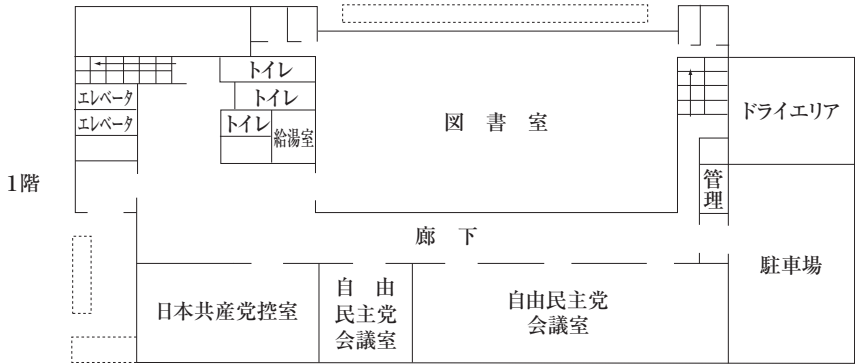 トイレ
エレベータ
トイレ
エレベータ
トイレ
給湯室
図書室
ドライエリア
1階
管
理
廊下
駐車場
日本共産党控室
自由
民主党
会議室
自由民主党
会議室